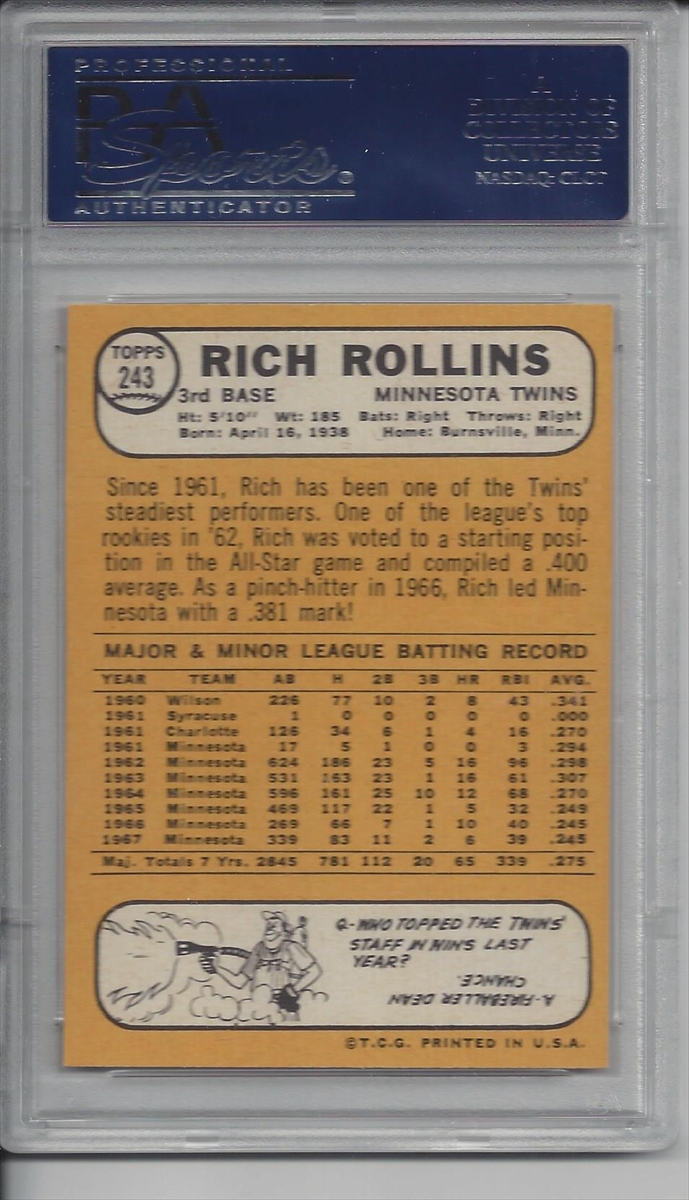 PROFESSIONAL
PSA
Sports
AUTHENTICATOR
A
DIVISION OF
COLLECTORS
UNIVERSE
NASDAQ: CLCT
TOPPS
243
RICH ROLLINS
3rd BASE MINNESOTA TWINS
Ht: 5'10" Wt: 185 Bats: Right Throws: Right
Born: April 16, 1938 Home: Burnsville, Minn.
Since 1961, Rich has been one of the Twins'
steadiest performers. One of the league's top
rookies in '62, Rich was voted to a starting posi-
tion in the All-Star game and compiled a .400
average. As a pinch-hitter in 1966, Rich led Min-
nesota with a .381 mark!
MAJOR & MINOR LEAGUE BATTING RECORD
YEAR TEAM AB H 2B 3B HR RBI AVG.
1960 Wilson 226 77 10 2 8 43 .341
1961 Syracuse 1 0 0 0 0 0 .000
1961 Charlotte 126 34 6 1 4 16 .270
1961 Minnesota 17 5 1 0 0 3 .294
1962 Minnesota 624 186 23 5 16 96 .298
1963 Minnesota 531 163 23 1 16 61 .307
1964 Minnesota 596 161 25 10 12 68 .270
1965 Minnesota 469 117 22 1 5 32 .249
1966 Minnesota 269 66 7 1 10 40 .245
1967 Minnesota 339 83 11 2 6 39 .245
Maj. Totals 7 Yrs. 2845 781 112 20 65 339 .275
Q-WHO TOPPED THE TWINS'
STAFF IN WINS LAST
YEAR?
A-FIREBALLER DEAN
CHANCE.
©T.C.G. PRINTED IN U.S.A.